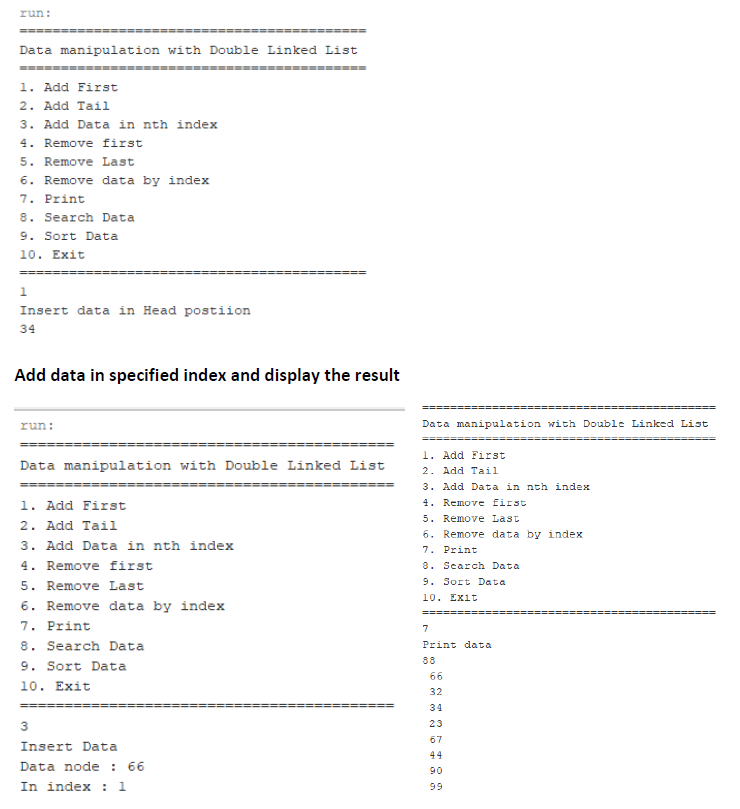 run:
==========================================
Data manipulation with Double Linked List
==========================================
1. Add First
2. Add Tail
3. Add Data in nth index
4. Remove first
5. Remove Last
6. Remove data by index
7. Print
8. Search Data
9. Sort Data
10. Exit
==========================================
1
Insert data in Head postiion
34
Add data in specified index and display the result
run:
==========================================
Data manipulation with Double Linked List
==========================================
1. Add First
2. Add Tail
3. Add Data in nth index
4. Remove first
5. Remove Last
6. Remove data by index
7. Print
8. Search Data
9. Sort Data
10. Exit
==========================================
3
Insert Data
Data node : 66
In index : 1
==========================================
Data manipulation with Double Linked List
==========================================
1. Add First
2. Add Tail
3. Add Data in nth index
4. Remove first
5. Remove Last
6. Remove data by index
7. Print
8. Search Data
9. Sort Data
10. Exit
==========================================
7
Print data
88
66
32
34
23
67
44
90
99